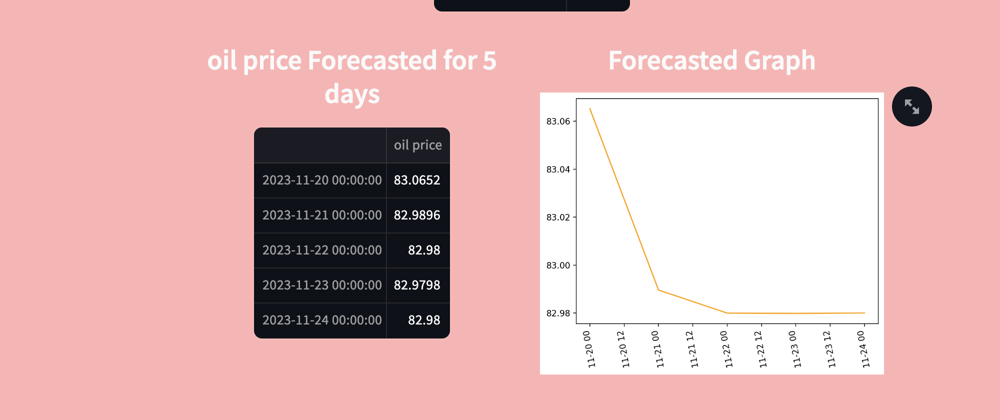 oil price Forecasted for 5
days
oil price
2023-11-20 00:00:00 83.0652
2023-11-21 00:00:00 82.9896
2023-11-22 00:00:00 82.98
2023-11-23 00:00:00 82.9798
2023-11-24 00:00:00 82.98
Forecasted Graph
83.06
83.04
83.02
83.00
82.98
11-20 00
11-20 12
11-21 00
11-21 12
11-22 00
11-22 12
11-23 00
11-23 12
11-24 00